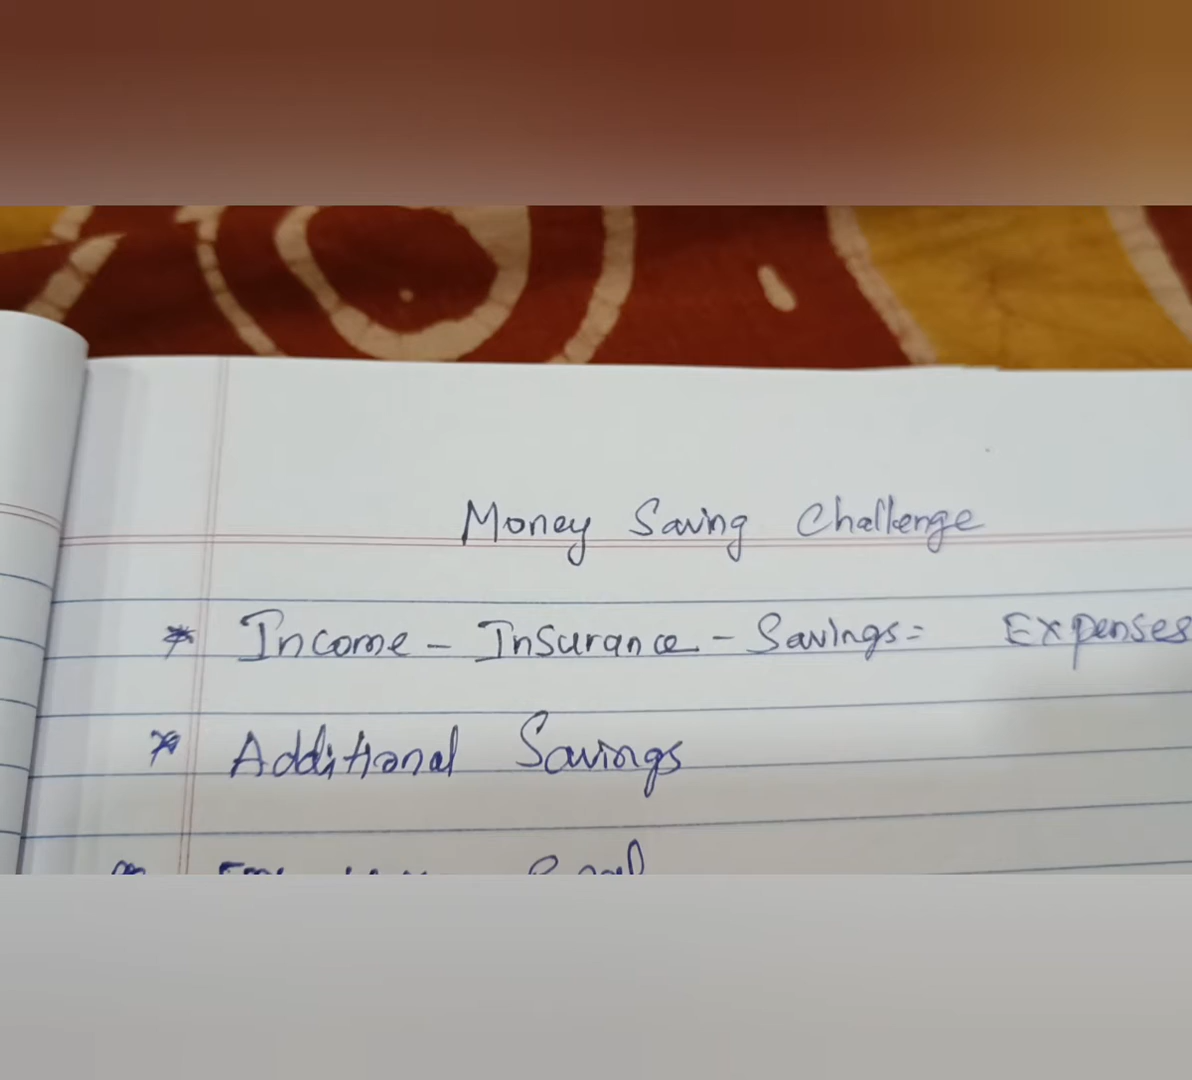 Money Saving Challenge
* Income - Insurance - Savings = Expenses
* Additional Savings